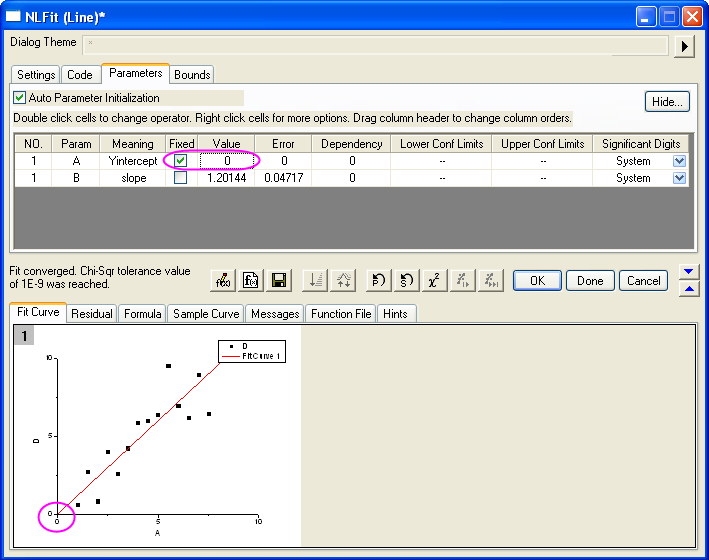 NLFit (Line)*
Dialog Theme *
Settings Code Parameters Bounds
Auto Parameter Initialization
Hide...
Double click cells to change operator. Right click cells for more options. Drag column header to change column orders.
NO. Param Meaning Fixed Value Error Dependency Lower Conf Limits Upper Conf Limits Significant Digits
1 A Yintercept 0 0 0 -- -- System
1 B slope 1.20144 0.04717 0 -- -- System
Fit converged. Chi-Sqr tolerance value
of 1E-9 was reached.
f(x) f(x) P S χ² 1 OK Done Cancel
Fit Curve Residual Formula Sample Curve Messages Function File Hints
1
D
Fit Curve 1
10
5
0
D
0 5 10
A